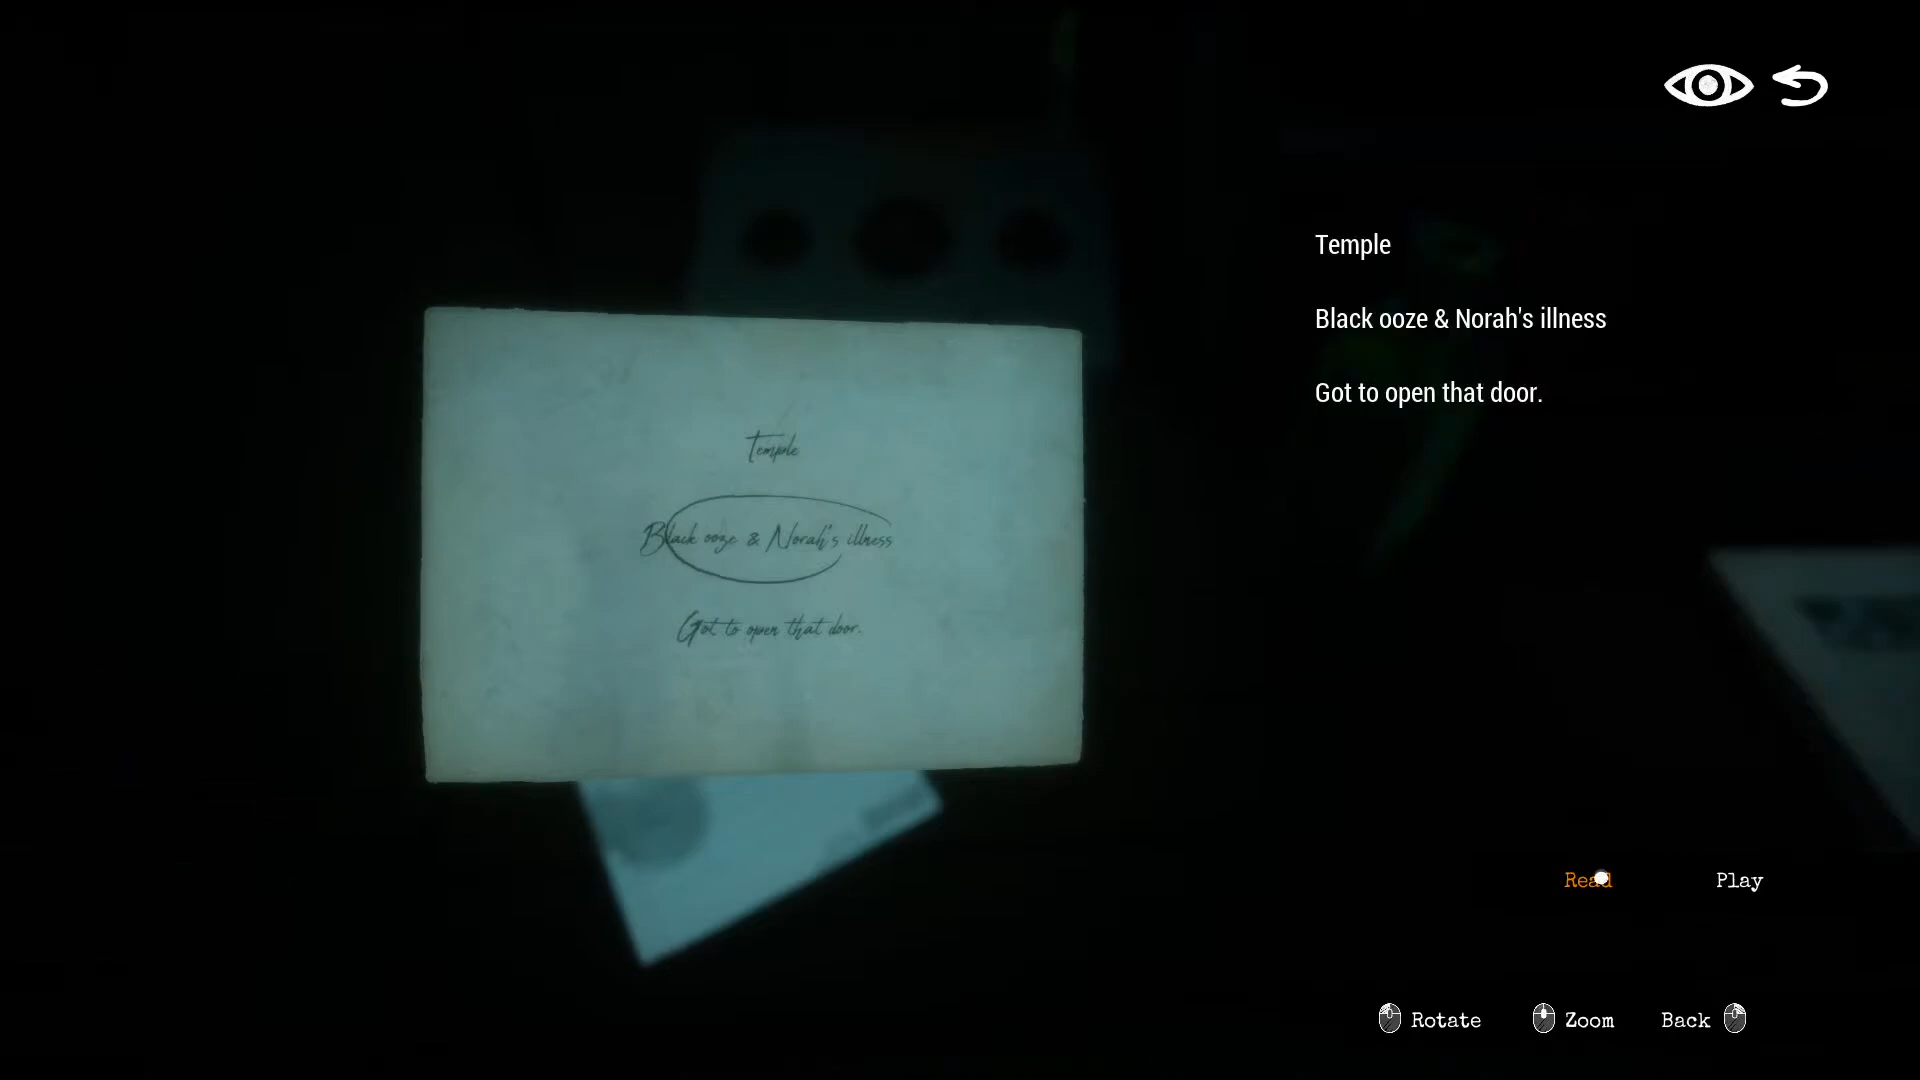 Temple
Black ooze & Norah's illness
Got to open that door.
Temple
Black ooze & Norah's illness
Got to open that door.
Read Play
Rotate Zoom Back